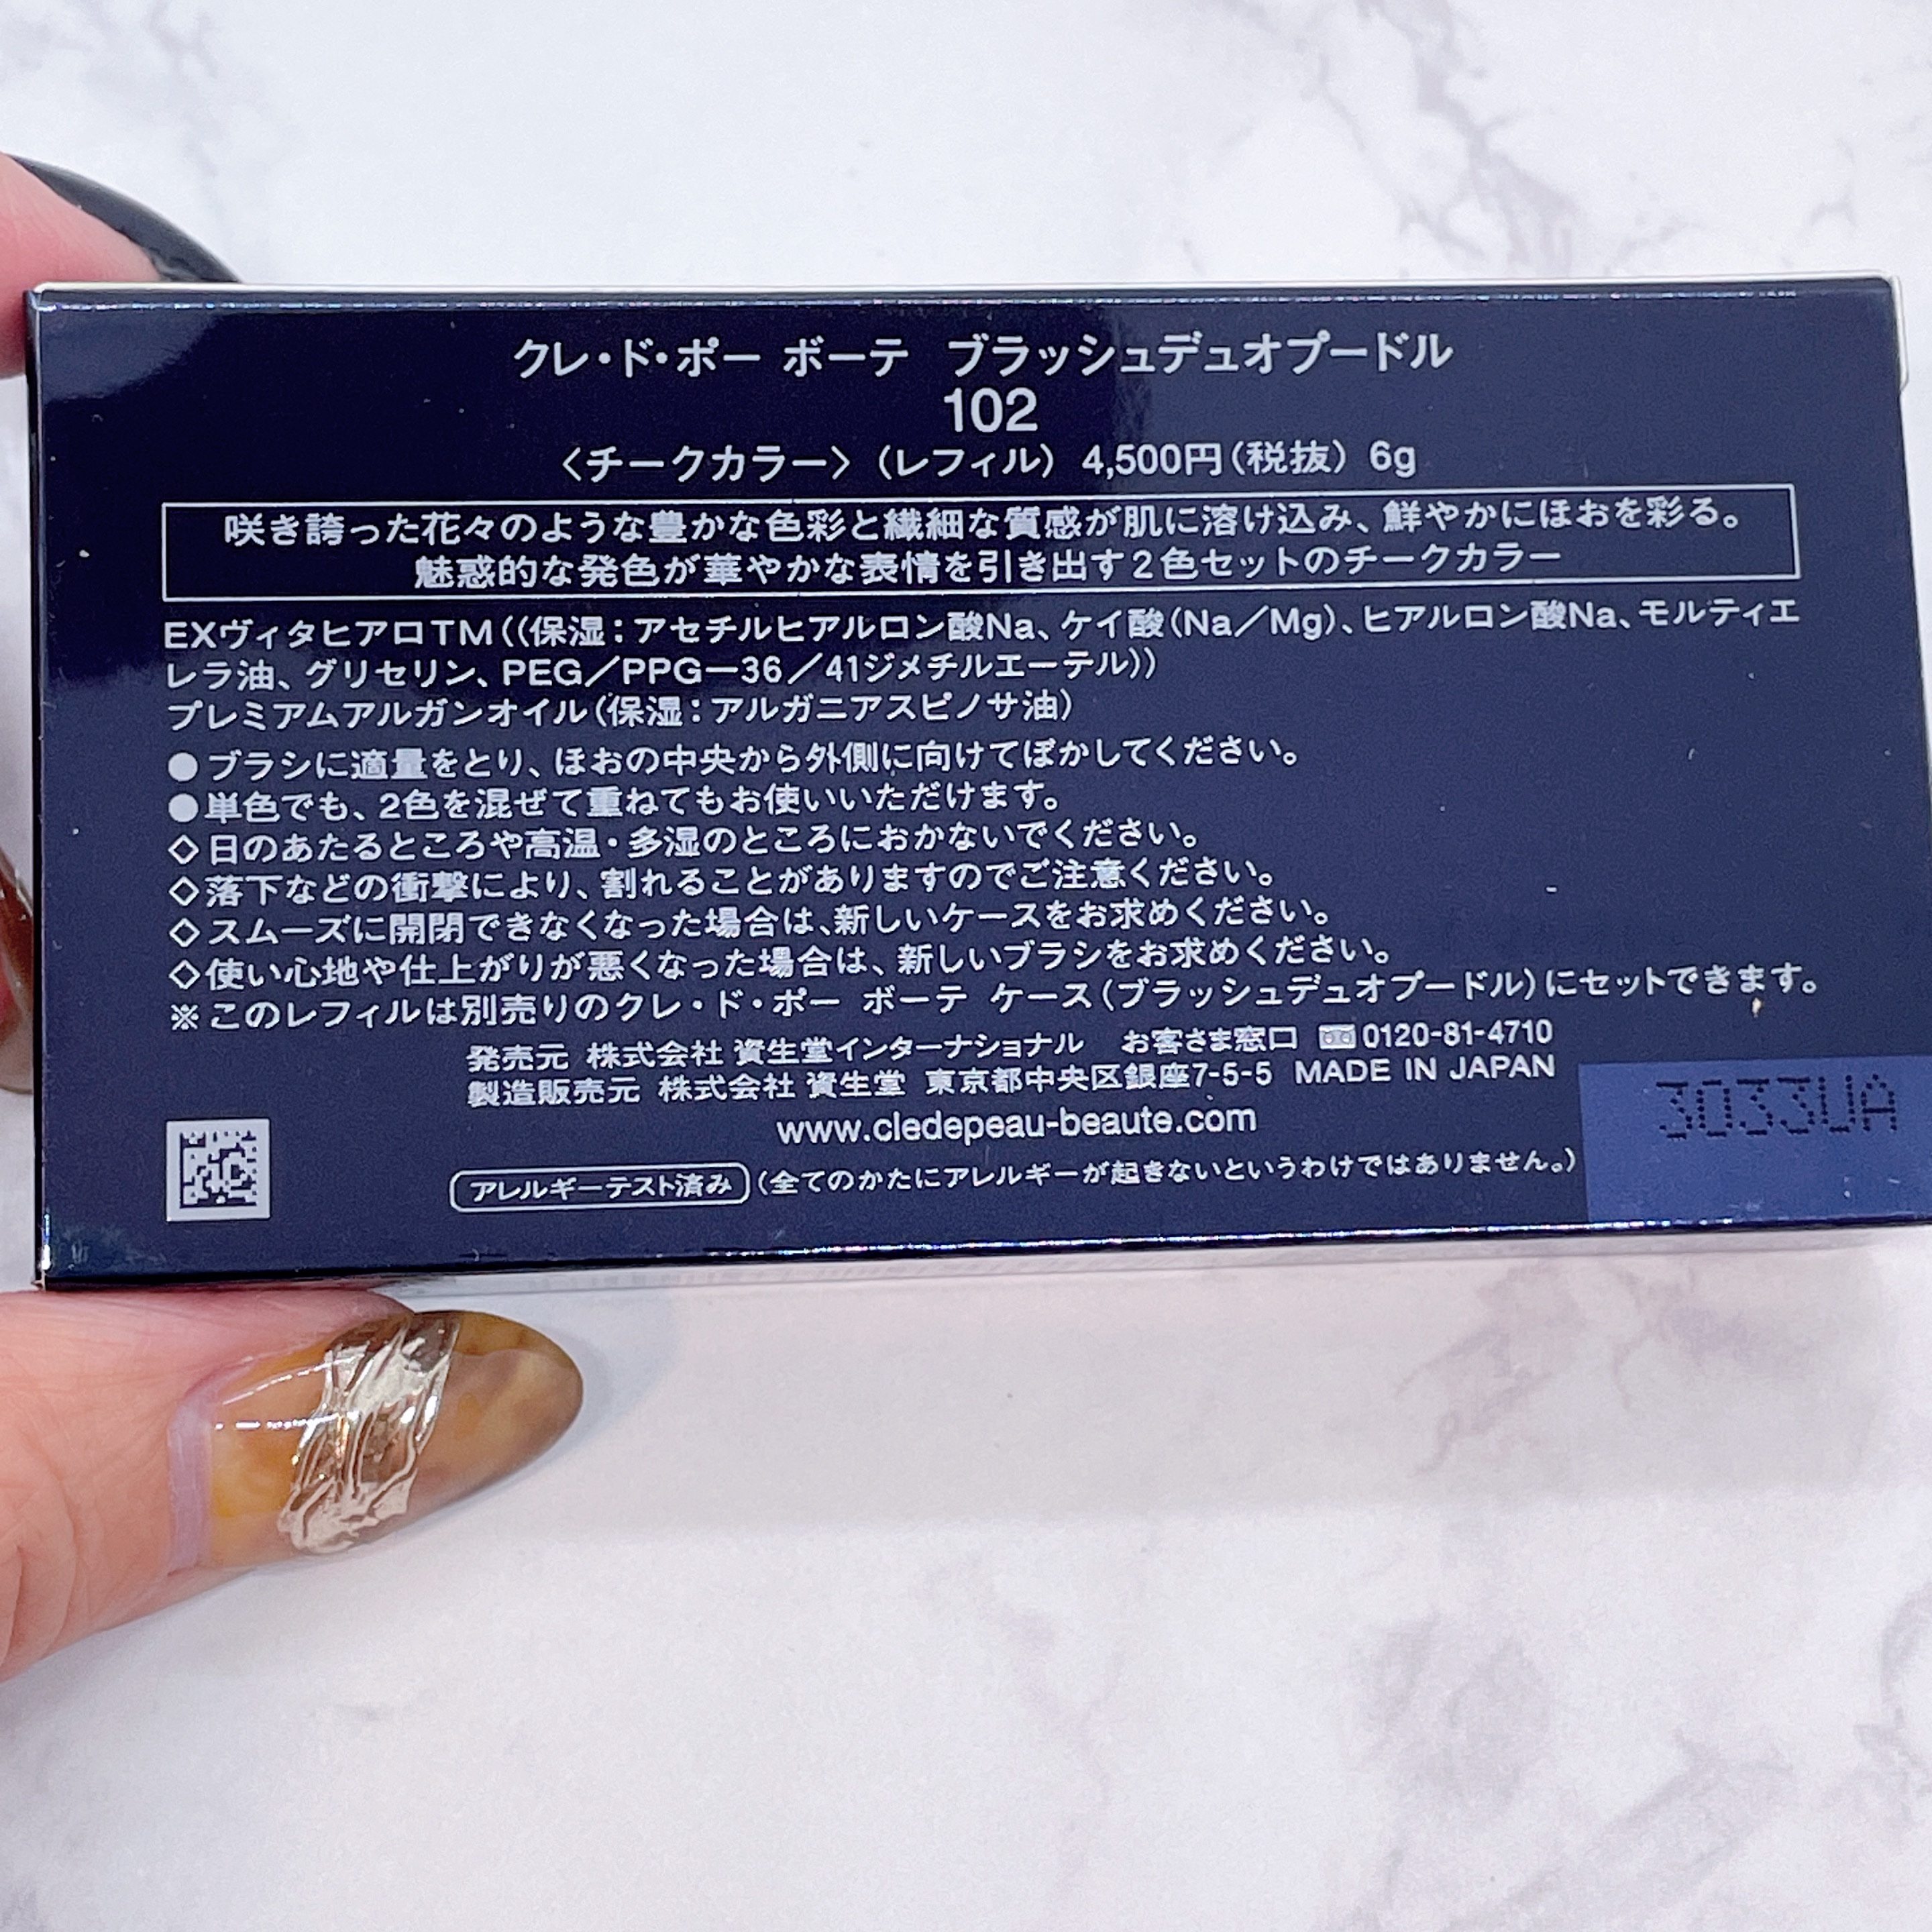 クレ・ド・ポー ボーテ ブラッシュデュオプードル
102
〈チークカラー〉(レフィル) 4,500円(税抜) 6g
咲き誇った花々のような豊かな色彩と繊細な質感が肌に溶け込み、鮮やかにほおを彩る。
魅惑的な発色が華やかな表情を引き出す2色セットのチークカラー
EXヴィタヒアロTM((保湿:アセチルヒアルロン酸Na、ケイ酸(Na/Mg)、ヒアルロン酸Na、モルティエ
レラ油、グリセリン、PEG/PPG-36/41ジメチルエーテル))
プレミアムアルガンオイル(保湿:アルガニアスピノサ油)
●ブラシに適量をとり、ほおの中央から外側に向けてぼかしてください。
●単色でも、2色を混ぜて重ねてもお使いいただけます。
◇日のあたるところや高温・多湿のところにおかないでください。
◇落下などの衝撃により、割れることがありますのでご注意ください。
◇スムーズに開閉できなくなった場合は、新しいケースをお求めください。
◇使い心地や仕上がりが悪くなった場合は、新しいブラシをお求めください。
※このレフィルは別売りのクレ・ド・ポー ボーテ ケース(ブラッシュデュオプードル)にセットできます。
発売元 株式会社 資生堂インターナショナル お客さま窓口 0120-81-4710
製造販売元 株式会社 資生堂 東京都中央区銀座7-5-5 MADE IN JAPAN
www.cledepeau-beaute.com
3033UA
アレルギーテスト済み (全てのかたにアレルギーが起きないというわけではありません。)